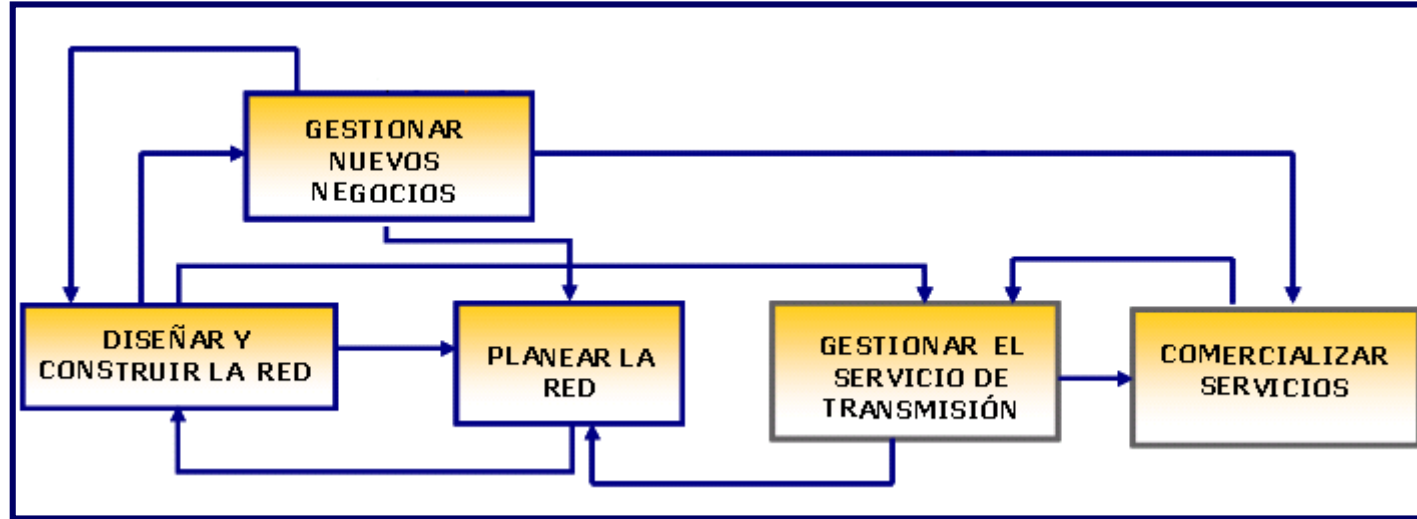 GESTIONAR
NUEVOS
NEGOCIOS
DISEÑAR Y
CONSTRUIR LA RED
PLANEAR LA
RED
GESTIONAR EL
SERVICIO DE
TRANSMISIÓN
COMERCIALIZAR
SERVICIOS